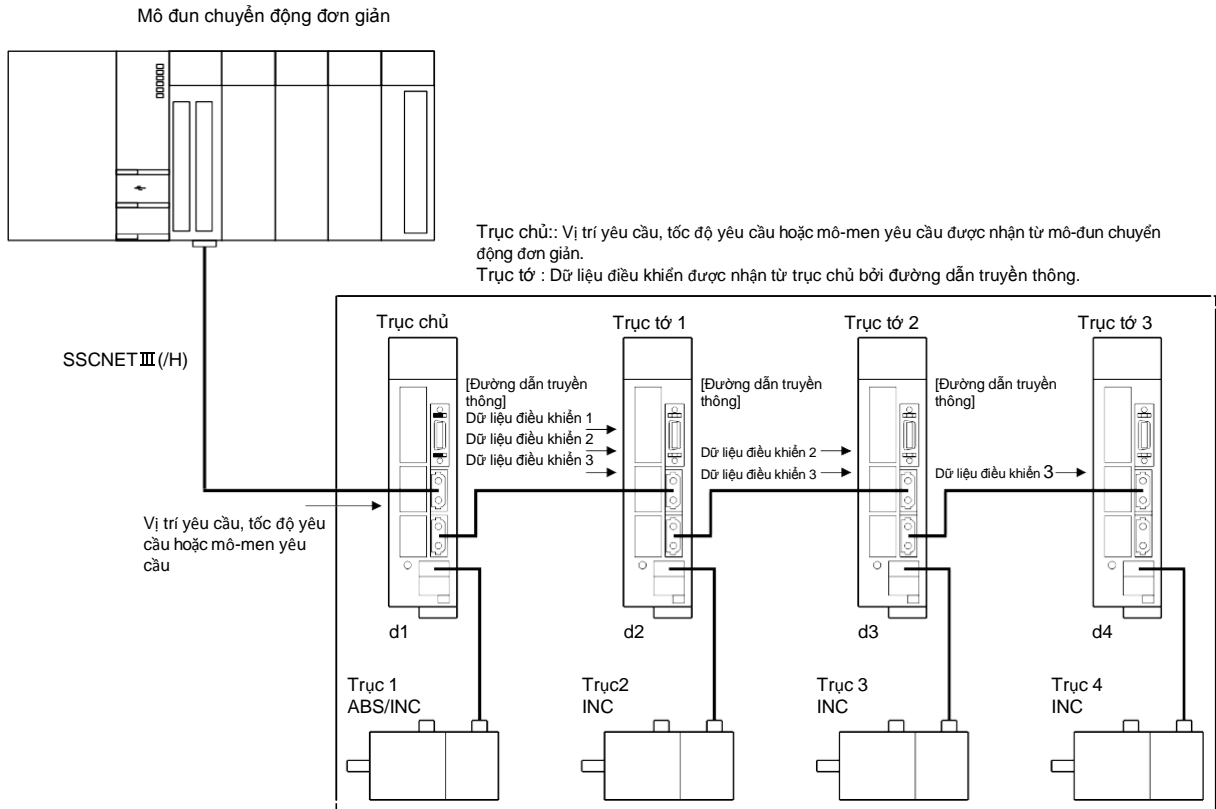 Mô đun chuyển động đơn giản
Trục chủ:: Vị trí yêu cầu, tốc độ yêu cầu hoặc mô-men yêu cầu được nhận từ mô-đun chuyển
động đơn giản.
Trục tớ : Dữ liệu điều khiển được nhận từ trục chủ bởi đường dẫn truyền thông.
SSCNETⅢ(/H)
Trục chủ
Trục tớ 1
Trục tớ 2
Trục tớ 3
[Đường dẫn truyền
thông]
Dữ liệu điều khiển 1
Dữ liệu điều khiển 2
Dữ liệu điều khiển 3
[Đường dẫn truyền
thông]
Dữ liệu điều khiển 2
Dữ liệu điều khiển 3
[Đường dẫn truyền
thông]
Dữ liệu điều khiển 3
Vị trí yêu cầu, tốc độ yêu
cầu hoặc mô-men yêu
cầu
d1
d2
d3
d4
Trục 1
ABS/INC
Trục2
INC
Trục 3
INC
Trục 4
INC